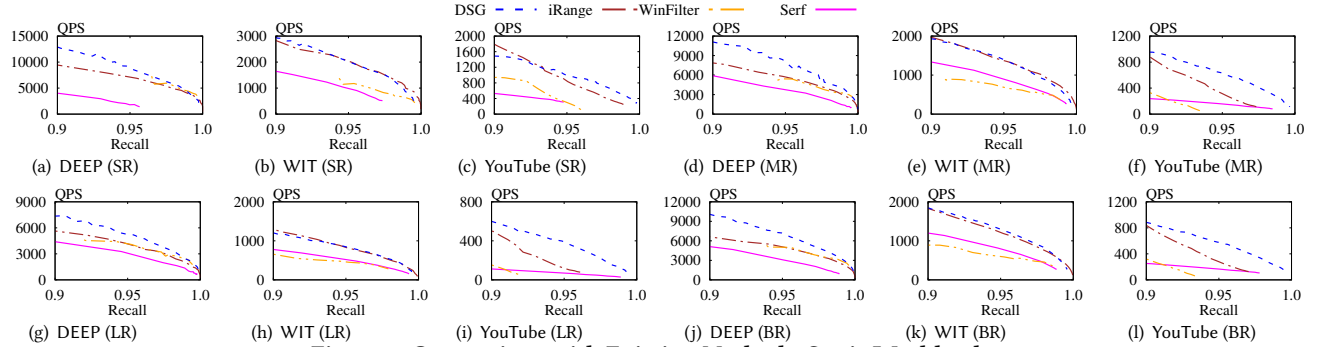 DSG iRange WinFilter Serf
QPS QPS QPS QPS QPS QPS
15000 10000 5000 0
0.9 0.95 1.0
Recall
(a) DEEP (SR)
3000 2000 1000 0
0.9 0.95 1.0
Recall
(b) WIT (SR)
2000 1600 1200 800 400 0
0.9 0.95 1.0
Recall
(c) YouTube (SR)
12000 9000 6000 3000 0
0.9 0.95 1.0
Recall
(d) DEEP (MR)
2000 1000 0
0.9 0.95 1.0
Recall
(e) WIT (MR)
1200 800 400 0
0.9 0.95 1.0
Recall
(f) YouTube (MR)
QPS QPS QPS QPS QPS QPS
9000 6000 3000 0
0.9 0.95 1.0
Recall
(g) DEEP (LR)
2000 1000 0
0.9 0.95 1.0
Recall
(h) WIT (LR)
800 400 0
0.9 0.95 1.0
Recall
(i) YouTube (LR)
12000 9000 6000 3000 0
0.9 0.95 1.0
Recall
(j) DEEP (BR)
2000 1000 0
0.9 0.95 1.0
Recall
(k) WIT (BR)
1200 800 400 0
0.9 0.95 1.0
Recall
(l) YouTube (BR)